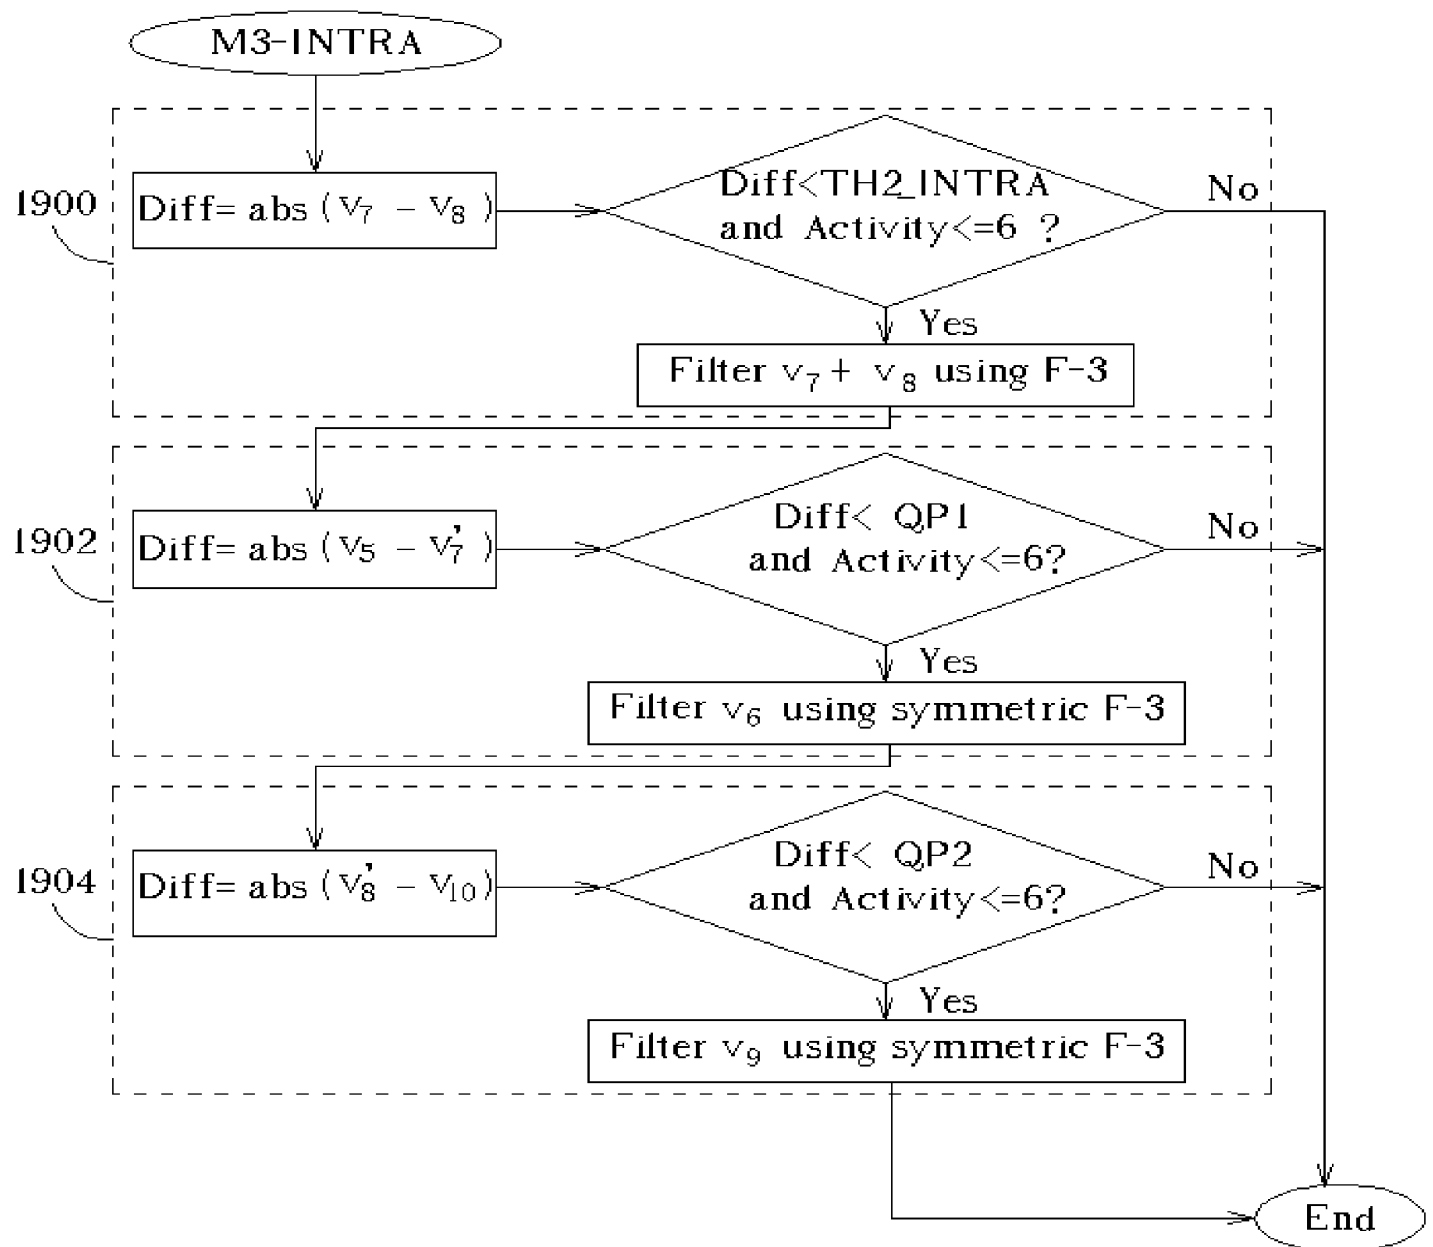 M3-INTRA
1900
Diff= abs (v7 - v8 )
Diff<TH2_INTRA
and Activity<=6 ?
No
Yes
Filter v7 + v8 using F-3
1902
Diff= abs (v5 - v7' )
Diff< QP1
and Activity<=6?
No
Yes
Filter v6 using symmetric F-3
1904
Diff= abs (v8' - v10)
Diff< QP2
and Activity<=6?
No
Yes
Filter v9 using symmetric F-3
End